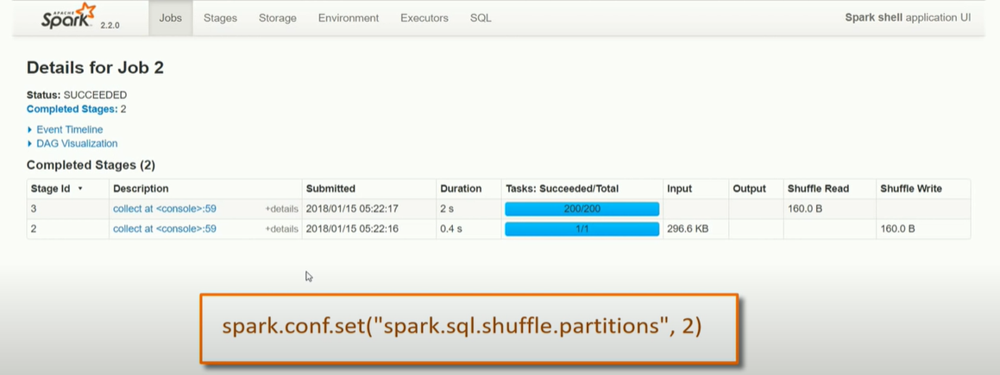 APACHE Spark 2.2.0 Jobs Stages Storage Environment Executors SQL Spark shell application UI
Details for Job 2
Status: SUCCEEDED
Completed Stages: 2
Event Timeline
DAG Visualization
Completed Stages (2)
Stage Id Description Submitted Duration Tasks: Succeeded/Total Input Output Shuffle Read Shuffle Write
3 collect at <console>:59 +details 2018/01/15 05:22:17 2 s 200/200 160.0 B
2 collect at <console>:59 +details 2018/01/15 05:22:16 0.4 s 1/1 296.6 KB 160.0 B
spark.conf.set("spark.sql.shuffle.partitions", 2)